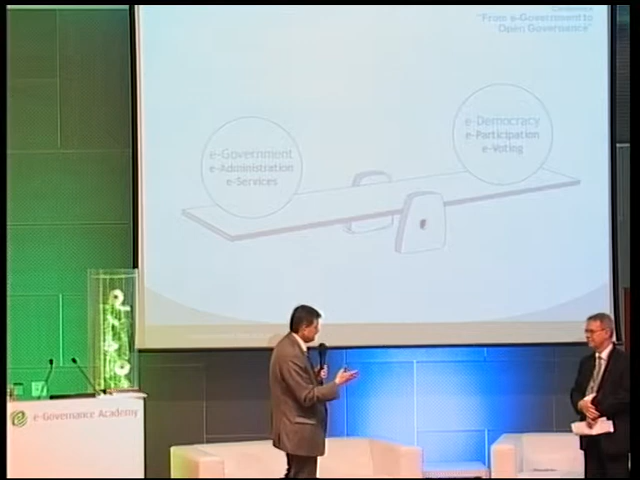 "From e-Government to
Open Governance"
e-Democracy
e-Participation
e-Voting
e-Government
e-Administration
e-Services
e-Governance Academy